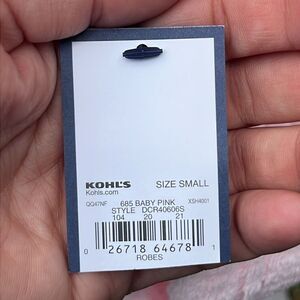 KOHL'S SIZE SMALL
Kohls.com
QQ47NF 685 BABY PINK XSH4001
STYLE DCR40606S
104 20 21
0 26718 64678 1
ROBES